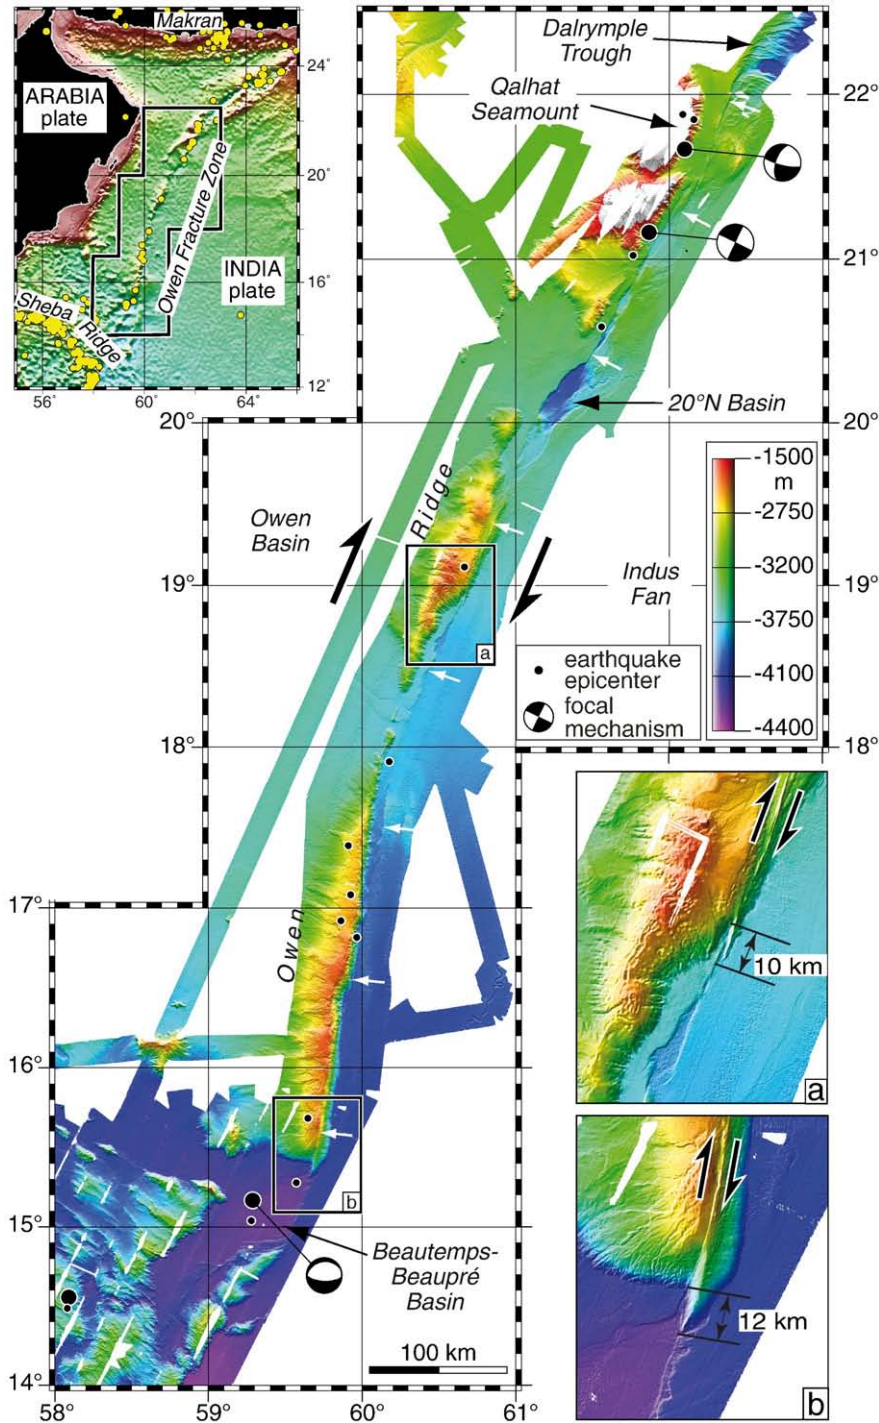 Makran
24°
ARABIA
plate
20°
Owen Fracture Zone
INDIA
plate
16°
Sheba
Ridge
12°
56°
60°
64°
Dalrymple
Trough
Qalhat
Seamount
22°
21°
20°N Basin
20°
-1500
m
-2750
-3200
-3750
-4100
-4400
Owen
Basin
Ridge
19°
Indus
Fan
a
earthquake
epicenter
focal
mechanism
18°
18°
17°
Owen
10 km
a
16°
b
15°
Beautemps-
Beaupré
Basin
12 km
b
100 km
14°
58°
59°
60°
61°